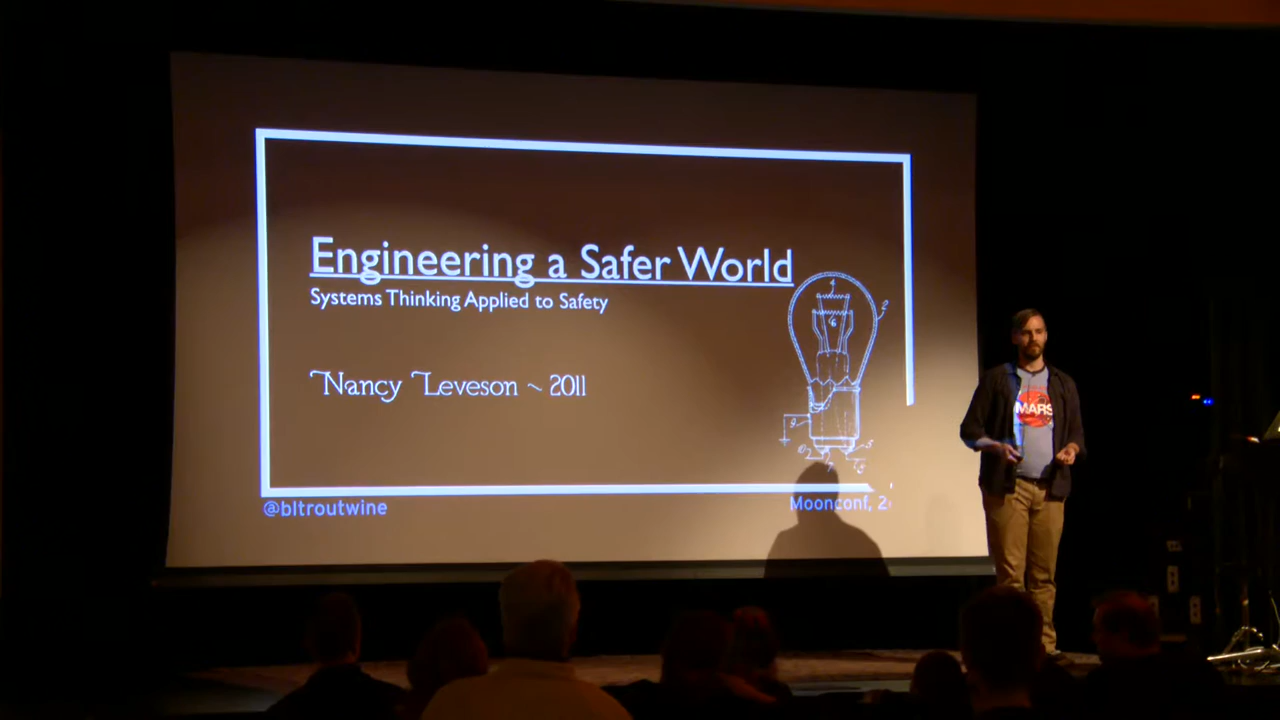 Engineering a Safer World
Systems Thinking Applied to Safety
Nancy Leveson ~ 2011
@bltroutwine
Moonconf,
MARS